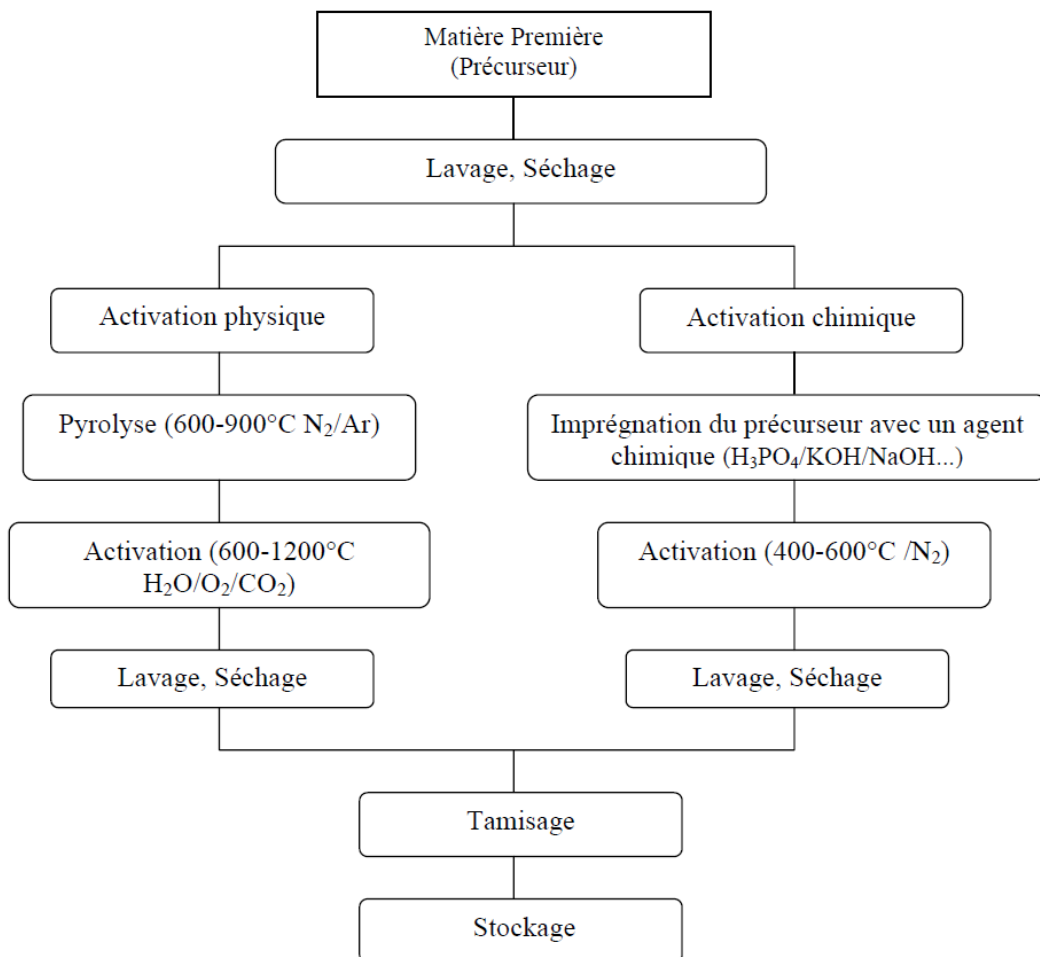 Matière Première
(Précurseur)
Lavage, Séchage
Activation physique
Activation chimique
Pyrolyse (600-900°C N₂/Ar)
Imprégnation du précurseur avec un agent
chimique (H₃PO₄/KOH/NaOH...)
Activation (600-1200°C
H₂O/O₂/CO₂)
Activation (400-600°C /N₂)
Lavage, Séchage
Lavage, Séchage
Tamisage
Stockage